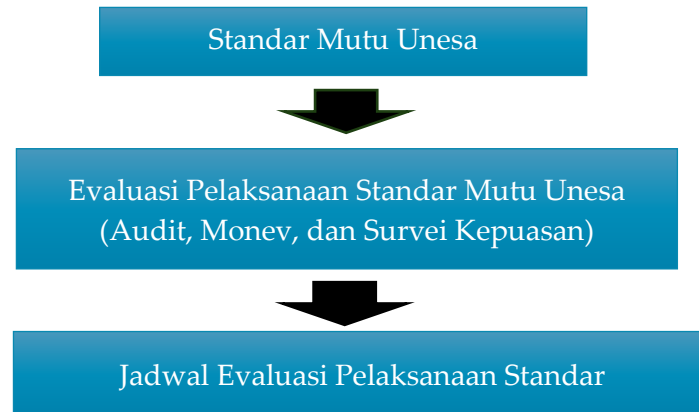 Standar Mutu Unesa
Evaluasi Pelaksanaan Standar Mutu Unesa
(Audit, Monev, dan Survei Kepuasan)
Jadwal Evaluasi Pelaksanaan Standar